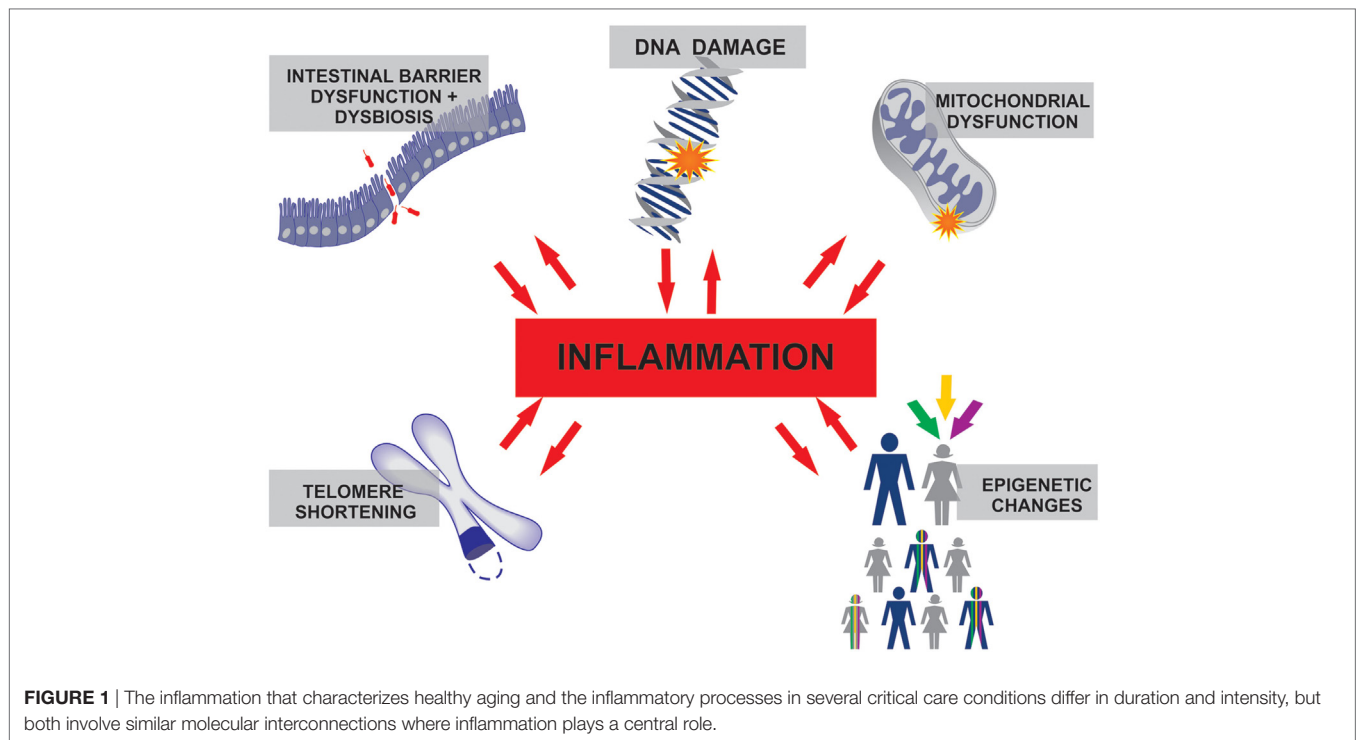 DNA DAMAGE
INTESTINAL BARRIER
DYSFUNCTION +
DYSBIOSIS
MITOCHONDRIAL
DYSFUNCTION
INFLAMMATION
TELOMERE
SHORTENING
EPIGENETIC
CHANGES
FIGURE 1 | The inflammation that characterizes healthy aging and the inflammatory processes in several critical care conditions differ in duration and intensity, but
both involve similar molecular interconnections where inflammation plays a central role.